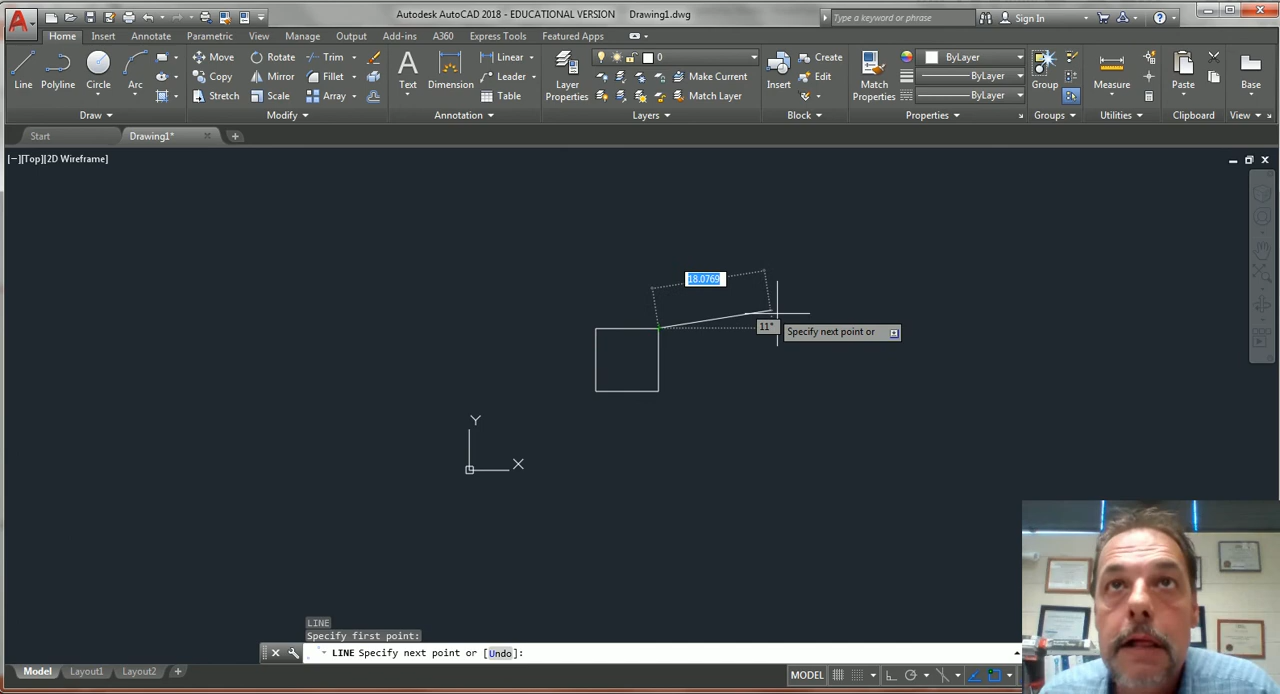 Autodesk AutoCAD 2018 - EDUCATIONAL VERSION Drawing1.dwg
Type a keyword or phrase
Sign In
Home Insert Annotate Parametric View Manage Output Add-ins A360 Express Tools Featured Apps
Line Polyline Circle Arc
Move Rotate Trim
Copy Mirror Fillet
Stretch Scale Array
Text Dimension
Linear
Leader
Table
Layer Properties
0
Make Current
Match Layer
Insert
Create
Edit
Match Properties
ByLayer
ByLayer
ByLayer
Group Measure Paste Base
Draw Modify Annotation Layers Block Properties Groups Utilities Clipboard View
Start Drawing1*
[−][Top][2D Wireframe]
18.0769
11°
Specify next point or
Y
X
LINE
Specify first point:
LINE Specify next point or [Undo]:
Model Layout1 Layout2 +
MODEL